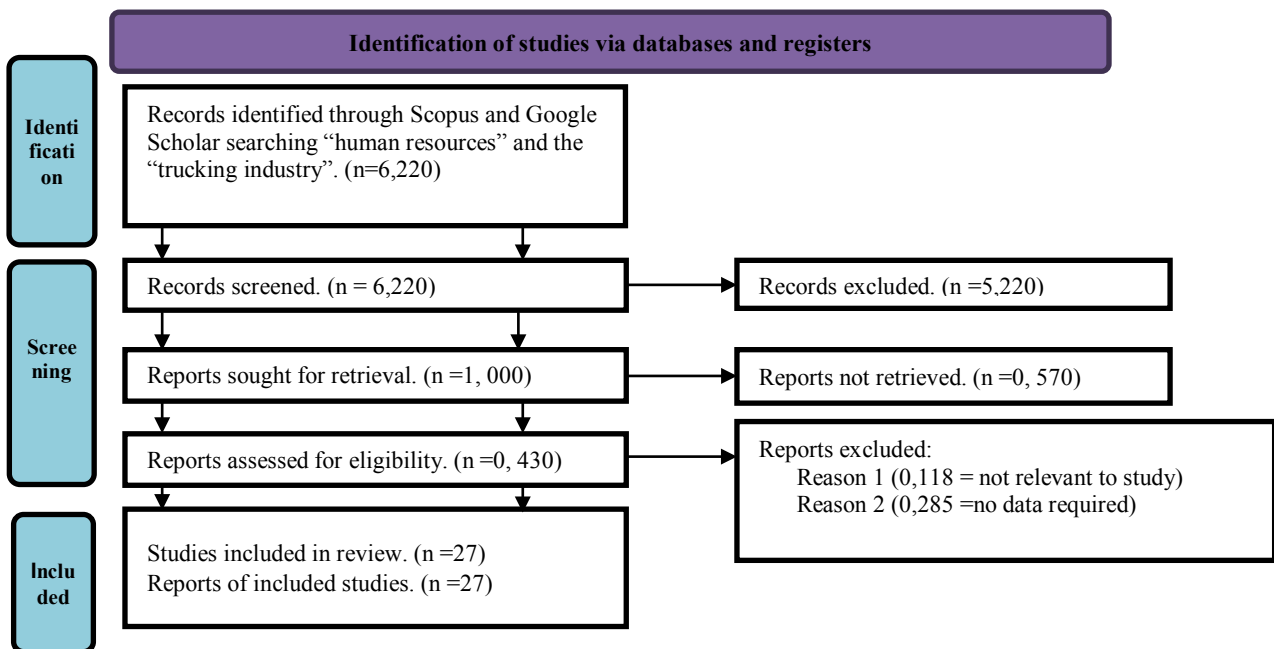 Identification of studies via databases and registers
Identi
ficati
on
Records identified through Scopus and Google
Scholar searching “human resources” and the
“trucking industry”. (n=6,220)
Scree
ning
Records screened. (n = 6,220)
Records excluded. (n =5,220)
Reports sought for retrieval. (n =1, 000)
Reports not retrieved. (n =0, 570)
Reports assessed for eligibility. (n =0, 430)
Reports excluded:
Reason 1 (0,118 = not relevant to study)
Reason 2 (0,285 =no data required)
Inclu
ded
Studies included in review. (n =27)
Reports of included studies. (n =27)